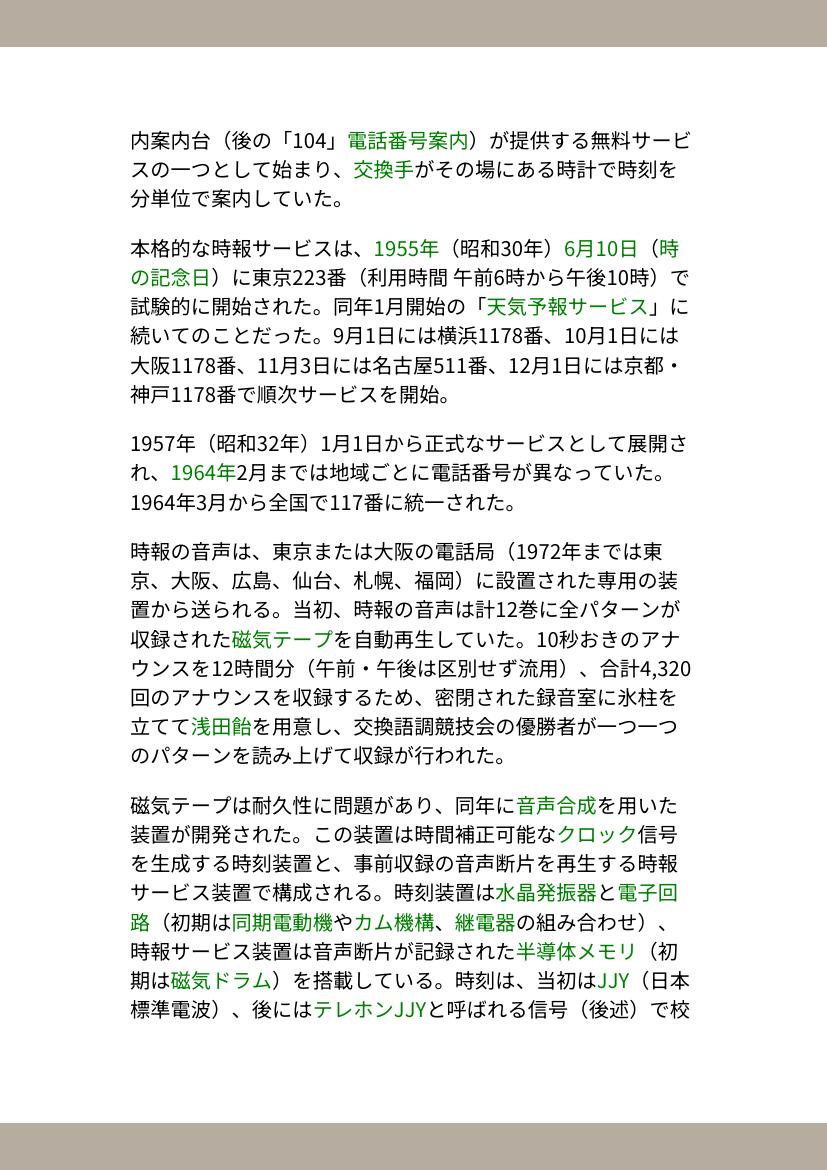 内案内台（後の「104」電話番号案内）が提供する無料サービ
スの一つとして始まり、交換手がその場にある時計で時刻を
分単位で案内していた。
本格的な時報サービスは、1955年（昭和30年）6月10日（時
の記念日）に東京223番（利用時間 午前6時から午後10時）で
試験的に開始された。同年1月開始の「天気予報サービス」に
続いてのことだった。9月1日には横浜1178番、10月1日には
大阪1178番、11月3日には名古屋511番、12月1日には京都・
神戸1178番で順次サービスを開始。
1957年（昭和32年）1月1日から正式なサービスとして展開さ
れ、1964年2月までは地域ごとに電話番号が異なっていた。
1964年3月から全国で117番に統一された。
時報の音声は、東京または大阪の電話局（1972年までは東
京、大阪、広島、仙台、札幌、福岡）に設置された専用の装
置から送られる。当初、時報の音声は計12巻に全パターンが
収録された磁気テープを自動再生していた。10秒おきのアナ
ウンスを12時間分（午前・午後は区別せず流用）、合計4,320
回のアナウンスを収録するため、密閉された録音室に氷柱を
立てて浅田飴を用意し、交換語調競技会の優勝者が一つ一つ
のパターンを読み上げて収録が行われた。
磁気テープは耐久性に問題があり、同年に音声合成を用いた
装置が開発された。この装置は時間補正可能なクロック信号
を生成する時刻装置と、事前収録の音声断片を再生する時報
サービス装置で構成される。時刻装置は水晶発振器と電子回
路（初期は同期電動機やカム機構、継電器の組み合わせ）、
時報サービス装置は音声断片が記録された半導体メモリ（初
期は磁気ドラム）を搭載している。時刻は、当初はJJY（日本
標準電波）、後にはテレホンJJYと呼ばれる信号（後述）で校